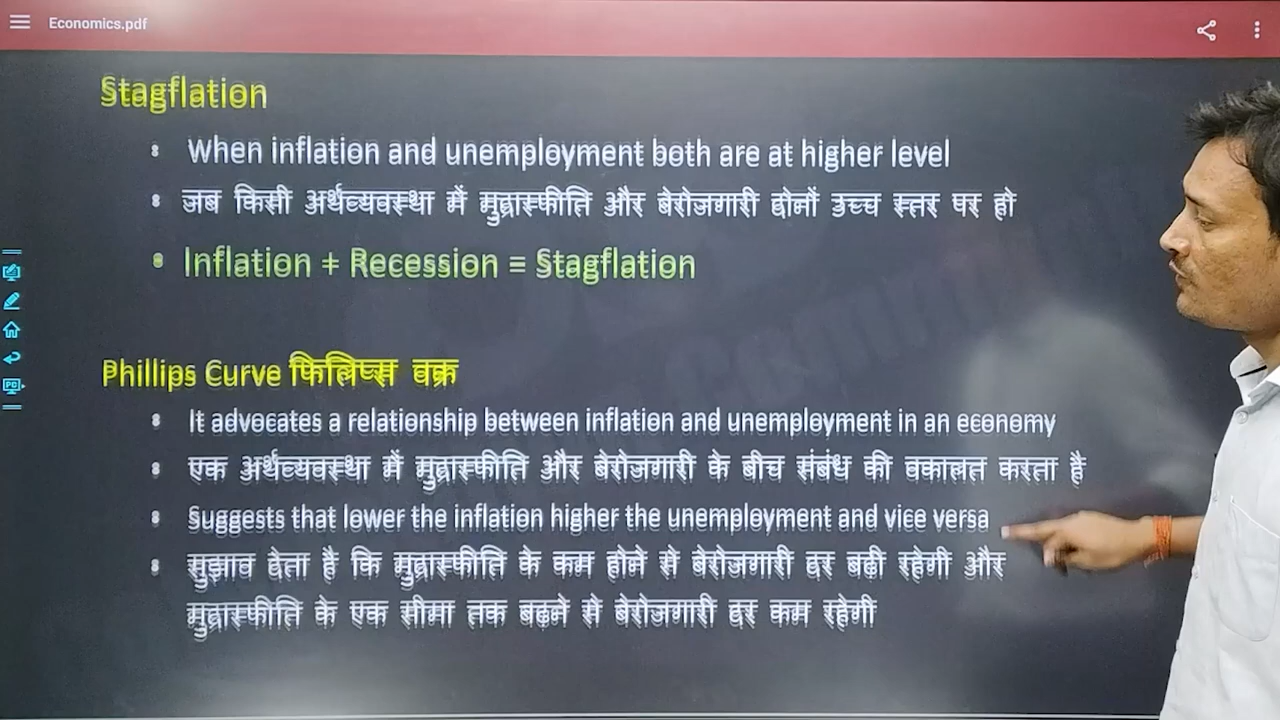 Economics.pdf
Stagflation
When inflation and unemployment both are at higher level
जब किसी अर्थव्यवस्था में मुद्रास्फीति और बेरोजगारी दोनों उच्च स्तर पर हो
Inflation + Recession = Stagflation
Phillips Curve फिलिप्स वक्र
It advocates a relationship between inflation and unemployment in an economy
एक अर्थव्यवस्था में मुद्रास्फीति और बेरोजगारी के बीच संबंध की वकालत करता है
Suggests that lower the inflation higher the unemployment and vice versa
सुझाव देता है कि मुद्रास्फीति के कम होने से बेरोजगारी दर बढी रहेगी और
मुद्रास्फीति के एक सीमा तक बढ़ने से बेरोजगारी दर कम रहेगी
PC